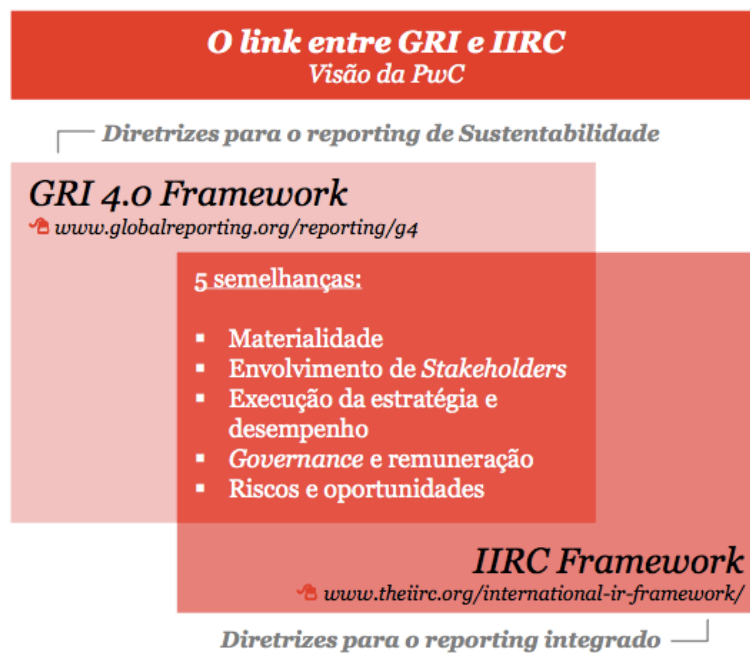 O link entre GRI e IIRC
Visão da PwC
Diretrizes para o reporting de Sustentabilidade
GRI 4.0 Framework
www.globalreporting.org/reporting/g4
5 semelhanças:
▪ Materialidade
▪ Envolvimento de Stakeholders
▪ Execução da estratégia e
desempenho
▪ Governance e remuneração
▪ Riscos e oportunidades
IIRC Framework
www.theiirc.org/international-ir-framework/
Diretrizes para o reporting integrado